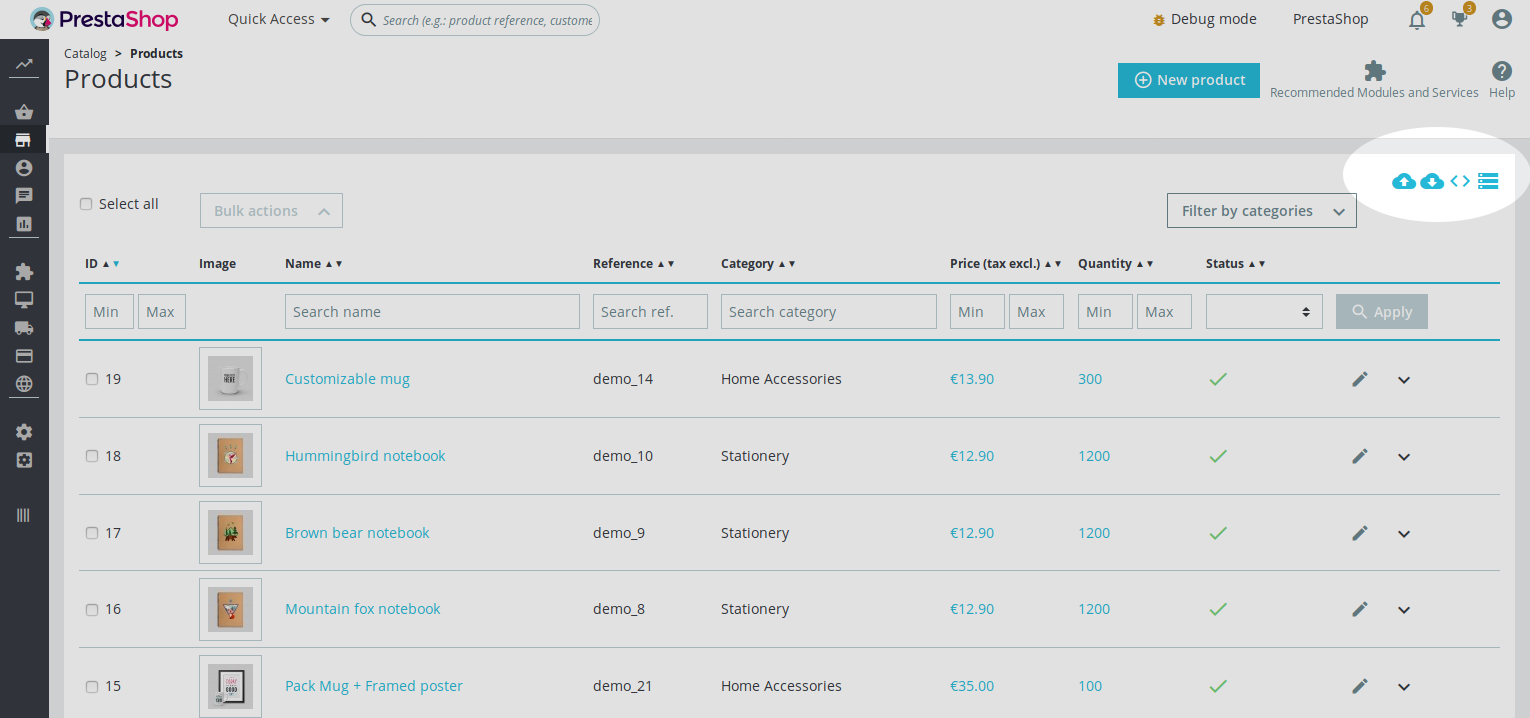 PrestaShop
Quick Access
Search (e.g.: product reference, custome
Debug mode
PrestaShop
6
3
Catalog > Products
Products
New product
Recommended Modules and Services
Help
Select all
Bulk actions
Filter by categories
ID Image Name Reference Category Price (tax excl.) Quantity Status
Min Max Search name Search ref. Search category Min Max Min Max Apply
19 Customizable mug demo_14 Home Accessories €13.90 300
18 Hummingbird notebook demo_10 Stationery €12.90 1200
17 Brown bear notebook demo_9 Stationery €12.90 1200
16 Mountain fox notebook demo_8 Stationery €12.90 1200
15 Pack Mug + Framed poster demo_21 Home Accessories €35.00 100